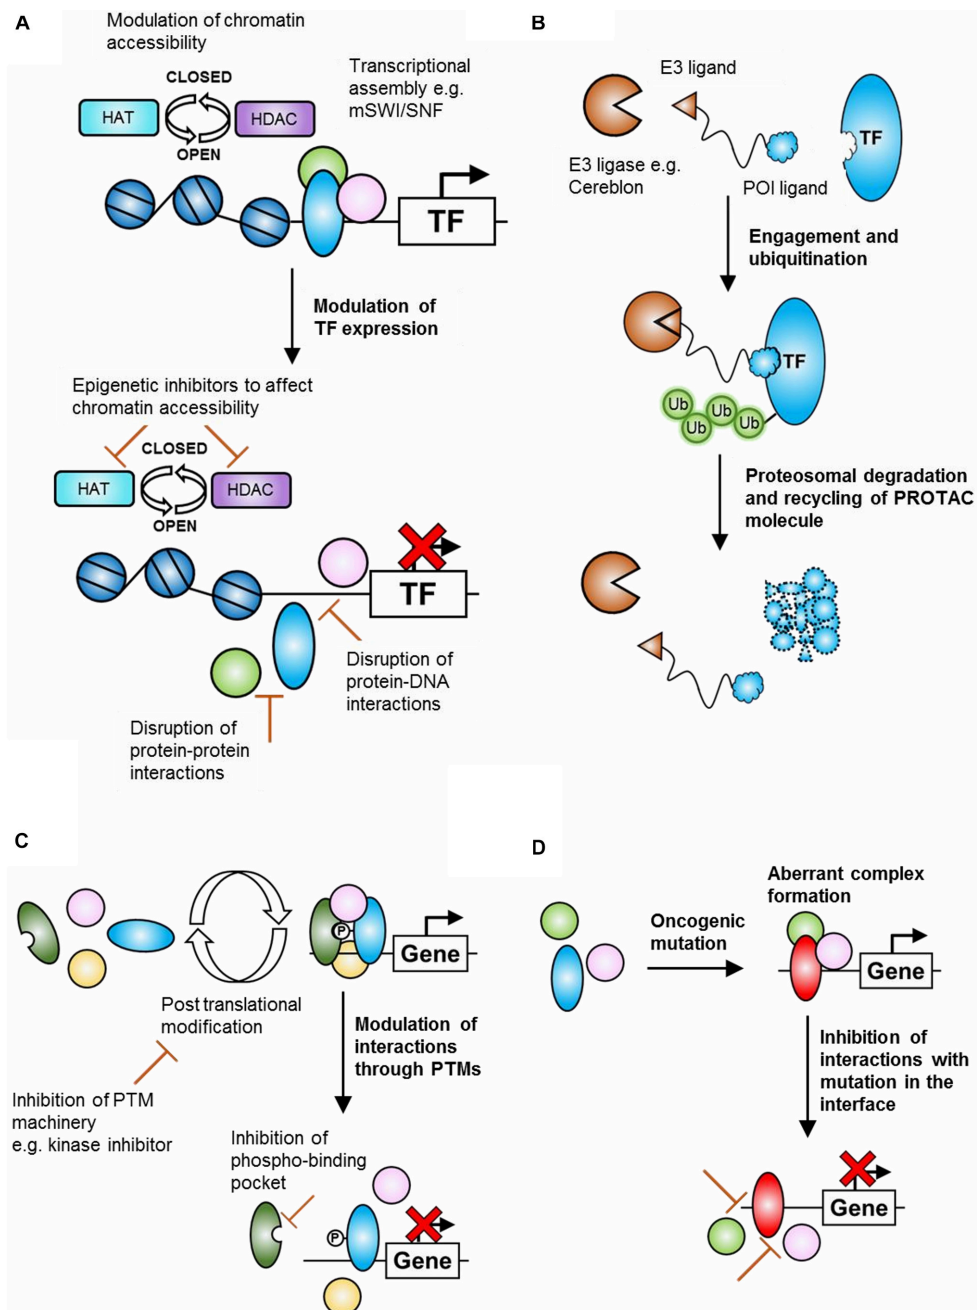 A
Modulation of chromatin
accessibility
CLOSED
HAT
HDAC
OPEN
Transcriptional
assembly e.g.
mSWI/SNF
TF
Modulation of
TF expression
Epigenetic inhibitors to affect
chromatin accessibility
CLOSED
HAT
HDAC
OPEN
TF
Disruption of
protein-DNA
interactions
Disruption of
protein-protein
interactions
B
E3 ligand
TF
E3 ligase e.g.
Cereblon
POI ligand
Engagement and
ubiquitination
TF
Ub
Ub
Ub
Ub
Proteosomal degradation
and recycling of PROTAC
molecule
C
P
Gene
Post translational
modification
Modulation of
interactions
through PTMs
Inhibition of PTM
machinery
e.g. kinase inhibitor
Inhibition of
phospho-binding
pocket
P
Gene
D
Aberrant complex
formation
Oncogenic
mutation
Gene
Inhibition of
interactions with
mutation in the
interface
Gene